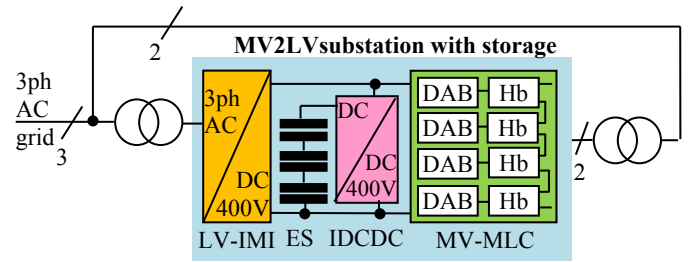 2
MV2LVsubstation with storage
3ph
AC
grid
3
3ph
AC
DC
400V
DC
DC
400V
DAB Hb
DAB Hb
DAB Hb
DAB Hb
2
LV-IMI ES IDCDC MV-MLC